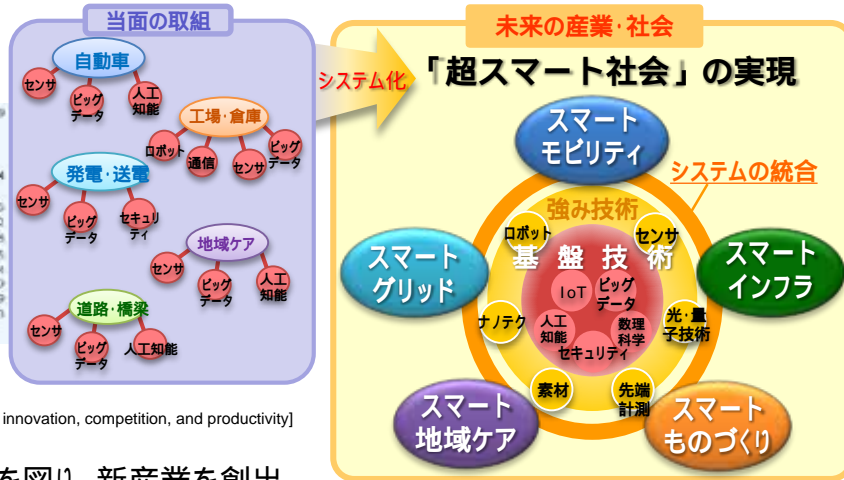 当面の取組
自動車
センサ
ビッグ
データ
人工
知能
工場・倉庫
ロボット
通信
センサ
ビッグ
データ
発電・送電
センサ
ビッグ
データ
セキュリ
ティ
地域ケア
センサ
ビッグ
データ
人工
知能
道路・橋梁
センサ
ビッグ
データ
人工知能
システム化
未来の産業・社会
「超スマート社会」の実現
スマート
モビリティ
システムの統合
強み技術
ロボット
センサ
基盤技術
スマート
グリッド
スマート
インフラ
IoT
ビッグ
データ
ナノテク
人工
知能
数理
科学
光・量
子技術
セキュリティ
素材
先端
計測
スマート
地域ケア
スマート
ものづくり
innovation, competition, and productivity]
を図り、新産業を創出